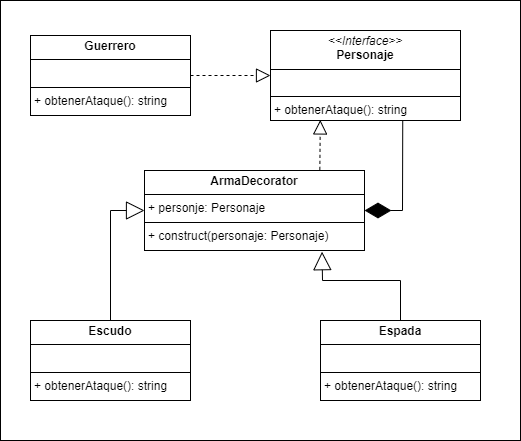 Guerrero
+ obtenerAtaque(): string
<<Interface>>
Personaje
+ obtenerAtaque(): string
ArmaDecorator
+ personje: Personaje
+ construct(personaje: Personaje)
Escudo
+ obtenerAtaque(): string
Espada
+ obtenerAtaque(): string